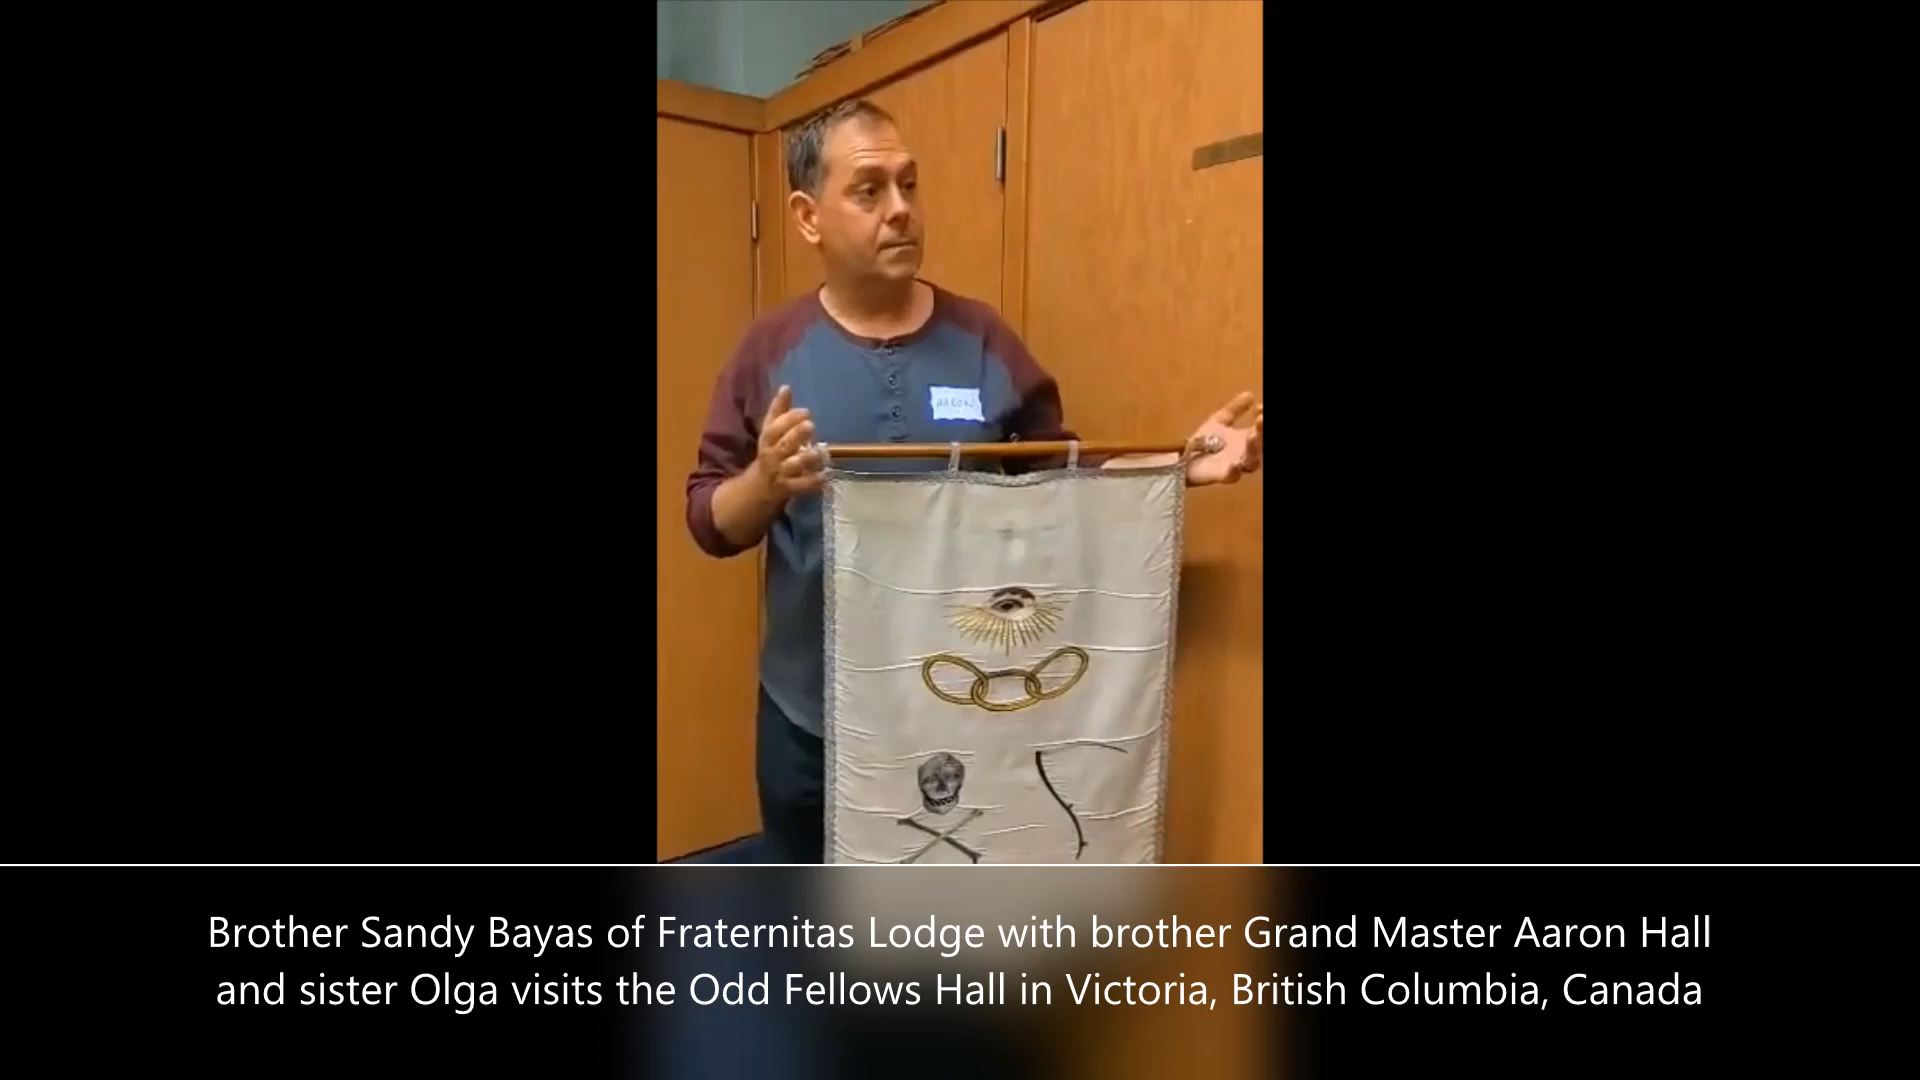 AARON
Brother Sandy Bayas of Fraternitas Lodge with brother Grand Master Aaron Hall
and sister Olga visits the Odd Fellows Hall in Victoria, British Columbia, Canada